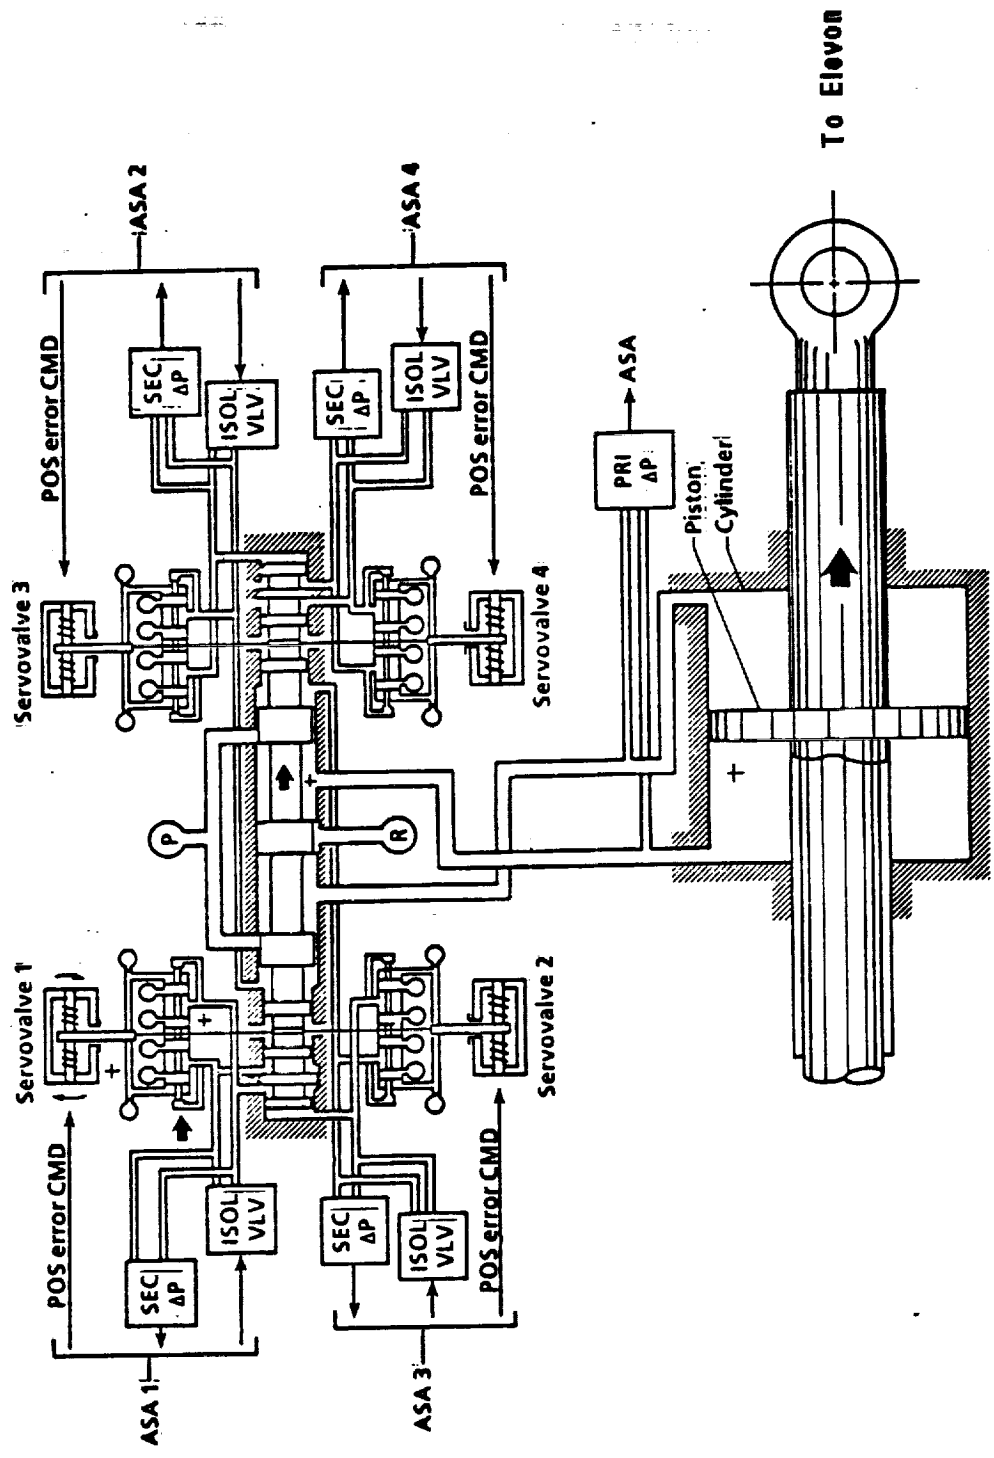 ASA 1
POS error CMD
SEC
ΔP
ISOL
VLV
Servovalve 1
+
+
Servovalve 3
POS error CMD
SEC
ΔP
ISOL
VLV
ASA 2
P
R
+
ASA 3
SEC
ΔP
ISOL
VLV
POS error CMD
Servovalve 2
Servovalve 4
SEC
ΔP
ISOL
VLV
POS error CMD
ASA 4
PRI
ΔP
ASA
Piston
Cylinder
+
To Elevon